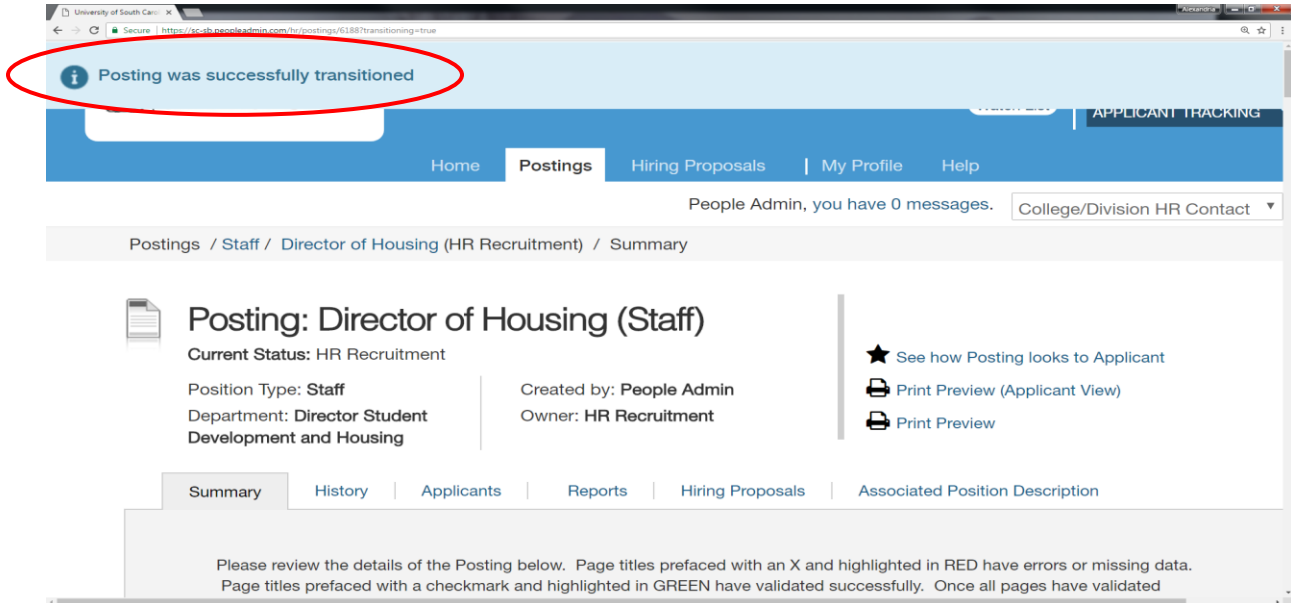 University of South Caro
Alexandria
Secure | https://sc-sb.peopleadmin.com/hr/postings/6188?transitioning=true
Posting was successfully transitioned
APPLICANT TRACKING
Home Postings Hiring Proposals | My Profile Help
People Admin, you have 0 messages. College/Division HR Contact
Postings / Staff / Director of Housing (HR Recruitment) / Summary
Posting: Director of Housing (Staff)
Current Status: HR Recruitment
Position Type: Staff
Department: Director Student
Development and Housing
Created by: People Admin
Owner: HR Recruitment
See how Posting looks to Applicant
Print Preview (Applicant View)
Print Preview
Summary History Applicants Reports Hiring Proposals Associated Position Description
Please review the details of the Posting below. Page titles prefaced with an X and highlighted in RED have errors or missing data.
Page titles prefaced with a checkmark and highlighted in GREEN have validated successfully. Once all pages have validated